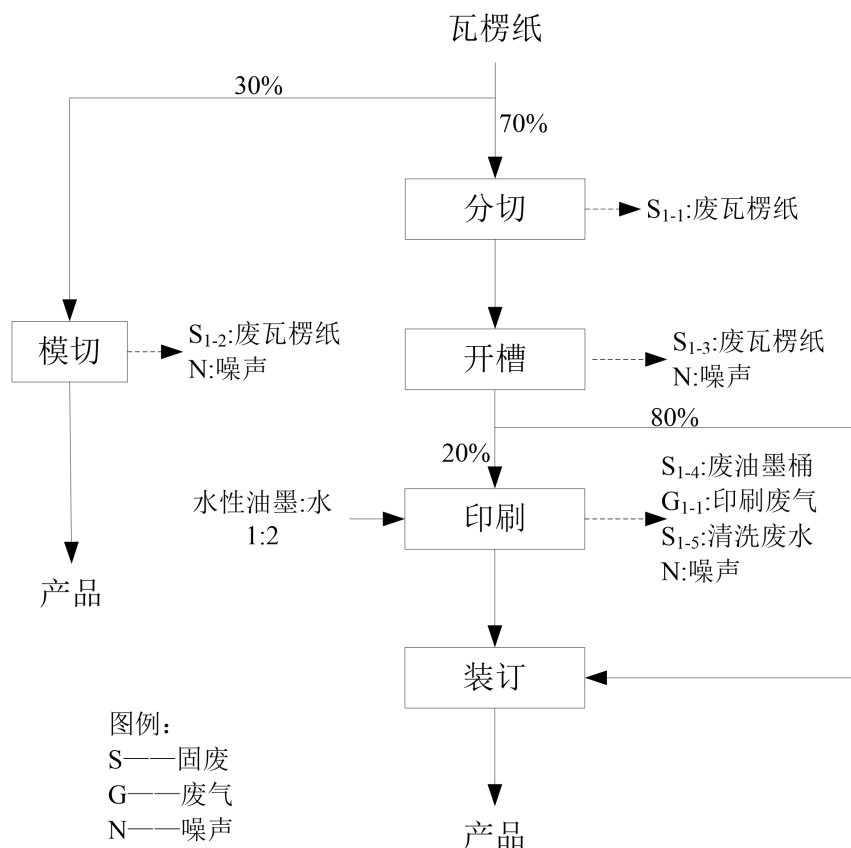 瓦楞纸
30%
70%
分切
S1-1:废瓦楞纸
模切
S1-2:废瓦楞纸
N:噪声
开槽
S1-3:废瓦楞纸
N:噪声
80%
20%
水性油墨:水
1:2
印刷
S1-4:废油墨桶
G1-1:印刷废气
S1-5:清洗废水
N:噪声
产品
装订
图例：
S——固废
G——废气
N——噪声
产品